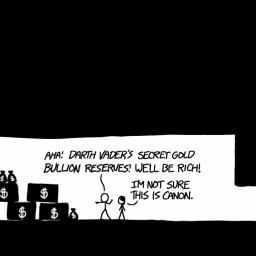 AHA! DARTH VADER'S SECRET GOLD
BULLION RESERVES! WE'LL BE RICH!
I'M NOT SURE
THIS IS CANON.
$
$
$
$